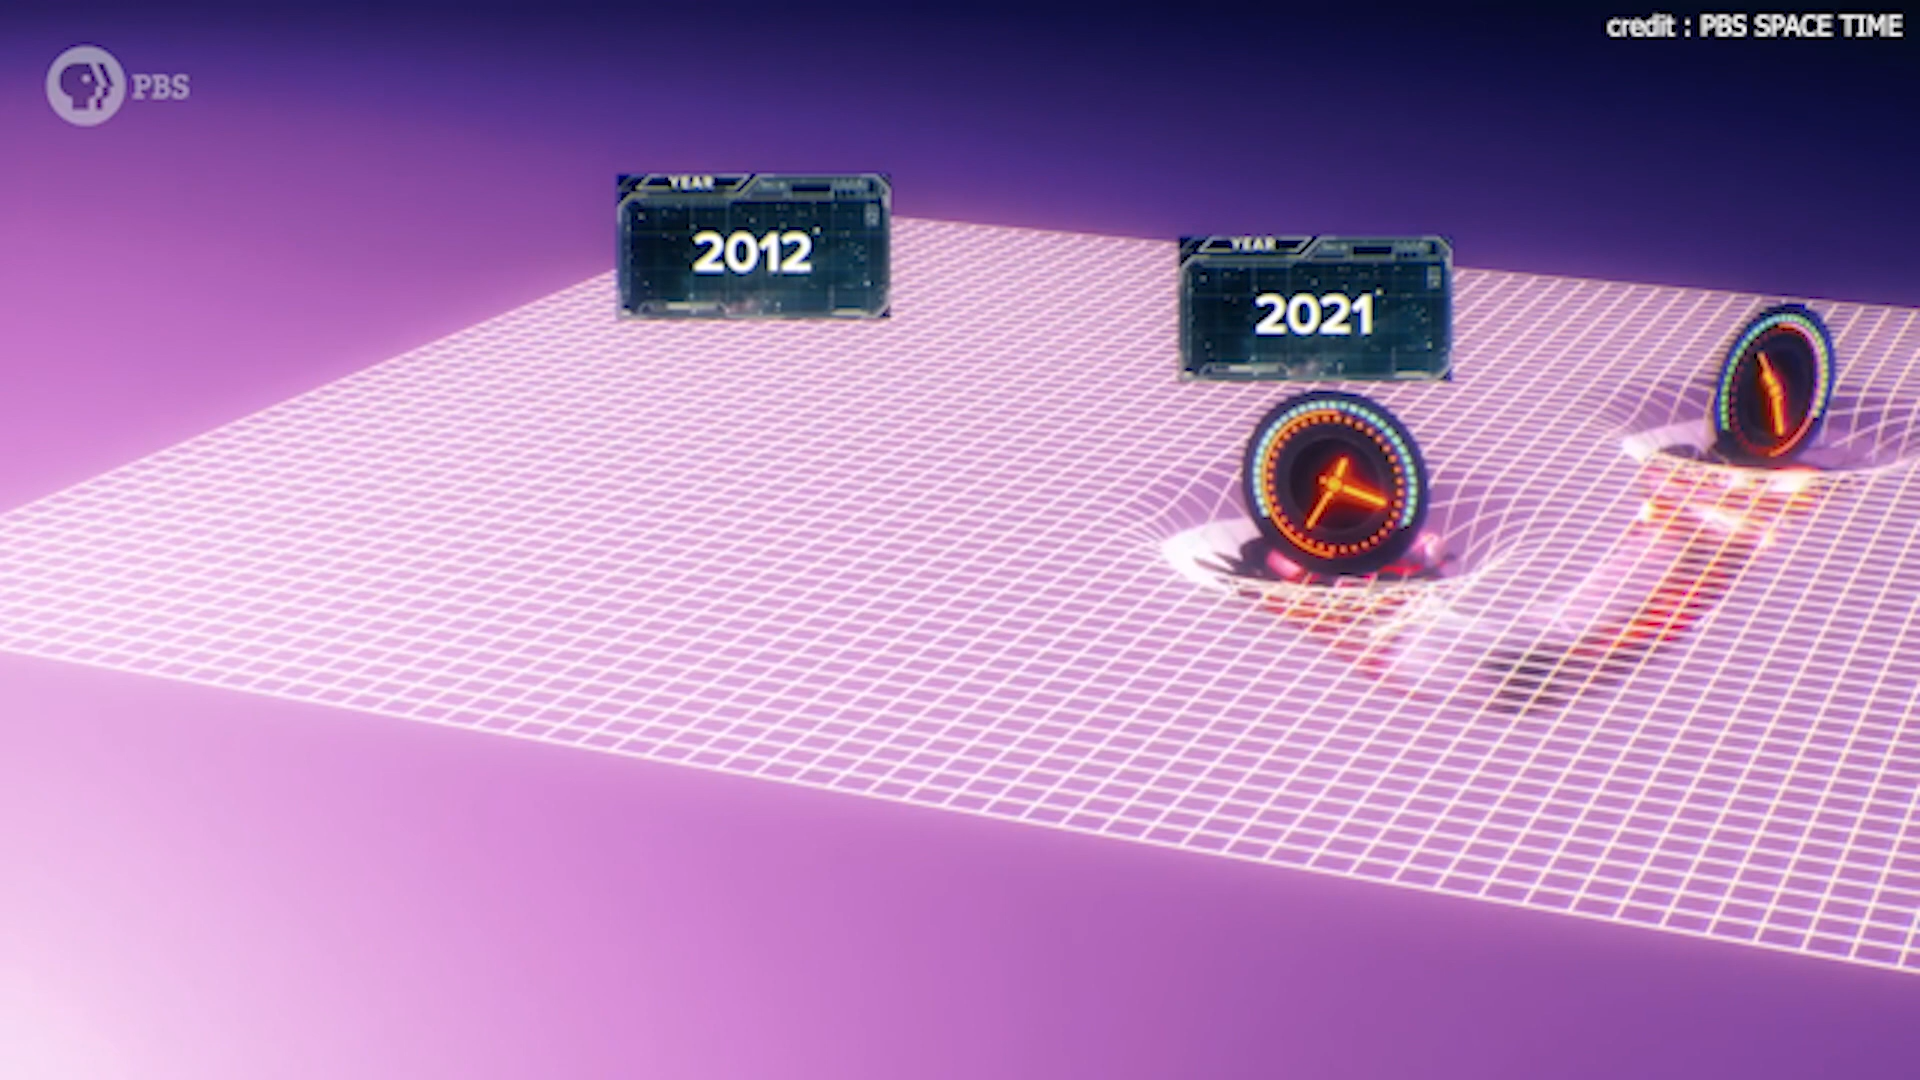 credit : PBS SPACE TIME
PBS
YEAR
2012
YEAR
2021